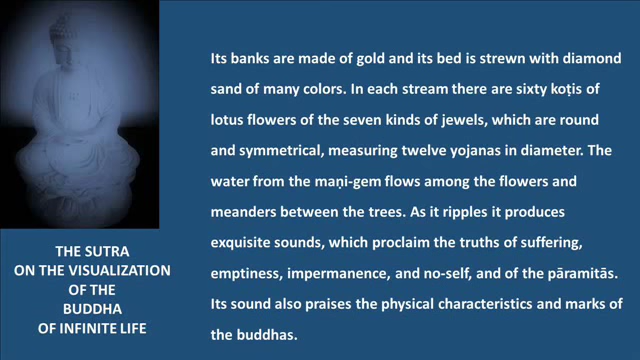 Its banks are made of gold and its bed is strewn with diamond
sand of many colors. In each stream there are sixty koṭis of
lotus flowers of the seven kinds of jewels, which are round
and symmetrical, measuring twelve yojanas in diameter. The
water from the maṇi-gem flows among the flowers and
meanders between the trees. As it ripples it produces
exquisite sounds, which proclaim the truths of suffering,
emptiness, impermanence, and no-self, and of the pāramitās.
Its sound also praises the physical characteristics and marks of
the buddhas.
THE SUTRA
ON THE VISUALIZATION
OF THE
BUDDHA
OF INFINITE LIFE